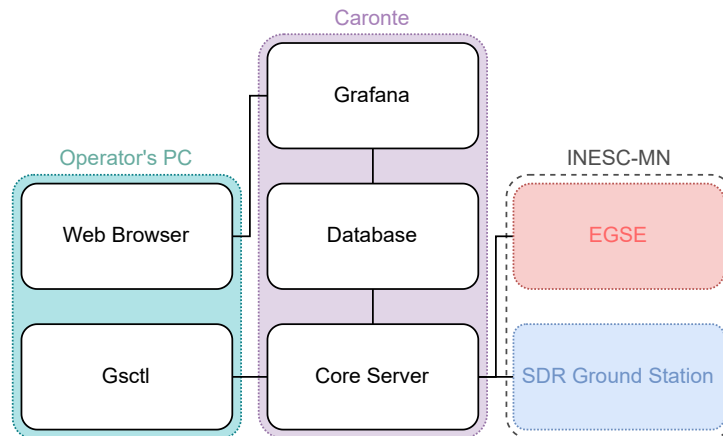 Caronte
Grafana
Operator's PC
INESC-MN
Web Browser
Database
EGSE
Gsctl
Core Server
SDR Ground Station